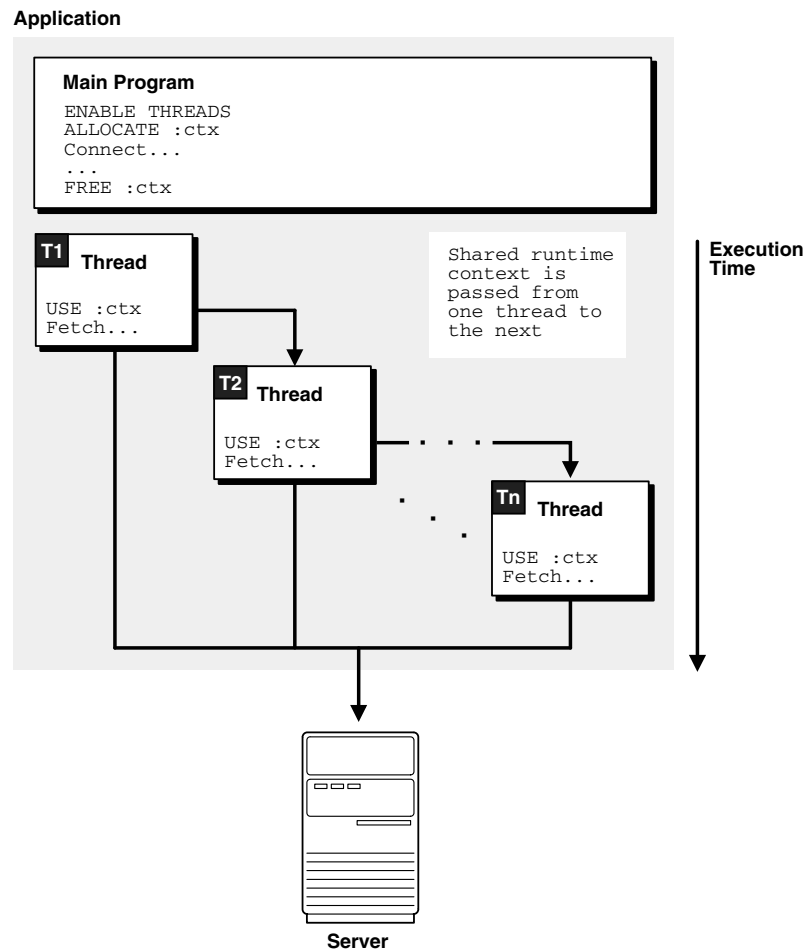 Application
Main Program
ENABLE THREADS
ALLOCATE :ctx
Connect...
...
FREE :ctx
T1
Thread
USE :ctx
Fetch...
Shared runtime
context is
passed from
one thread to
the next
Execution
Time
T2
Thread
USE :ctx
Fetch...
Tn
Thread
USE :ctx
Fetch...
Server